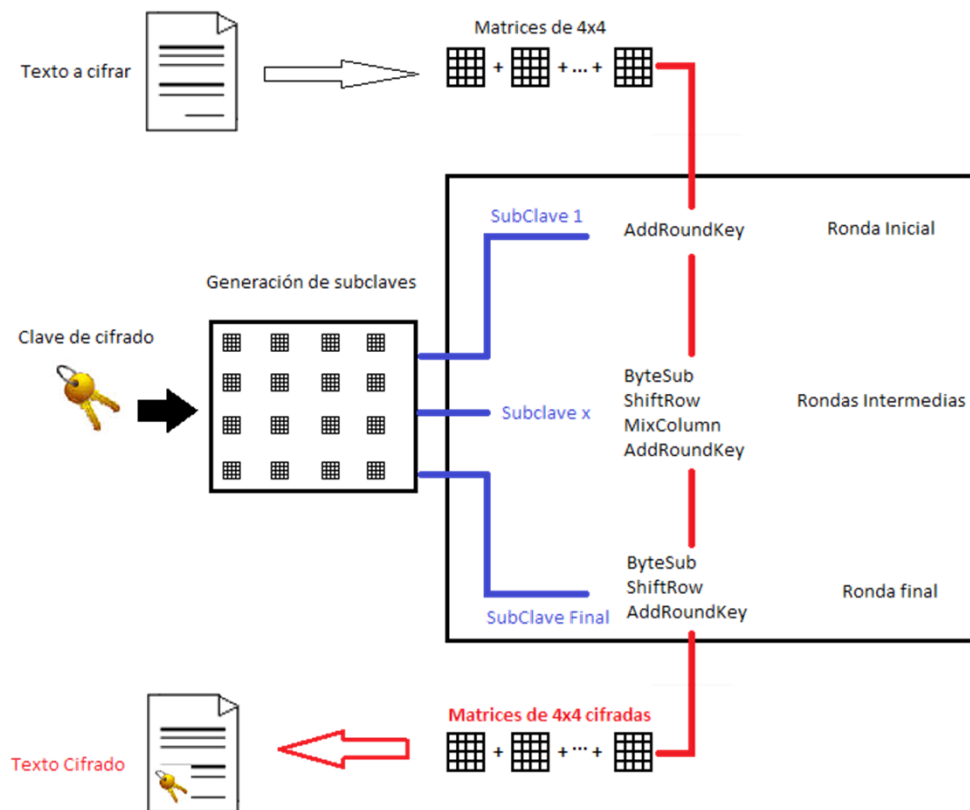 Matrices de 4x4
Texto a cifrar
+ + ... +
SubClave 1
AddRoundKey
Ronda Inicial
Generación de subclaves
Clave de cifrado
ByteSub
ShiftRow
MixColumn
AddRoundKey
Rondas Intermedias
Subclave x
ByteSub
ShiftRow
AddRoundKey
Ronda final
SubClave Final
Matrices de 4x4 cifradas
+ + ... +
Texto Cifrado